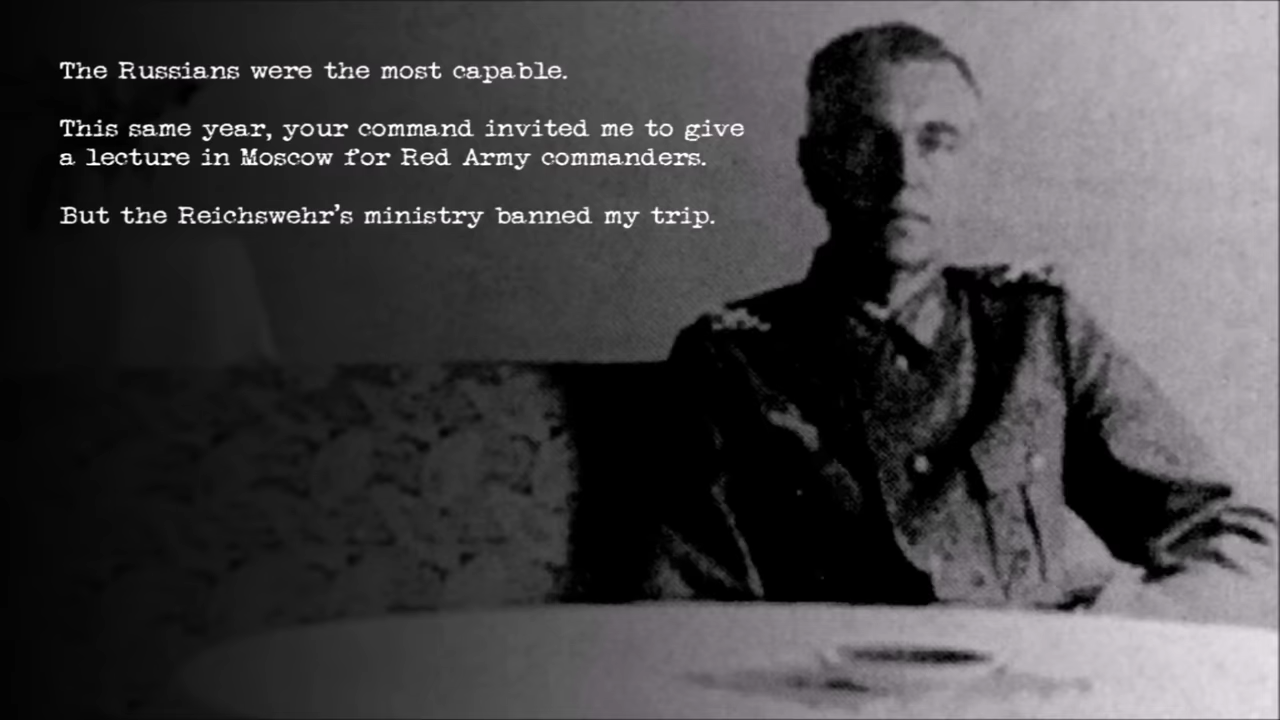 The Russians were the most capable.
This same year, your command invited me to give
a lecture in Moscow for Red Army commanders.
But the Reichswehr's ministry banned my trip.